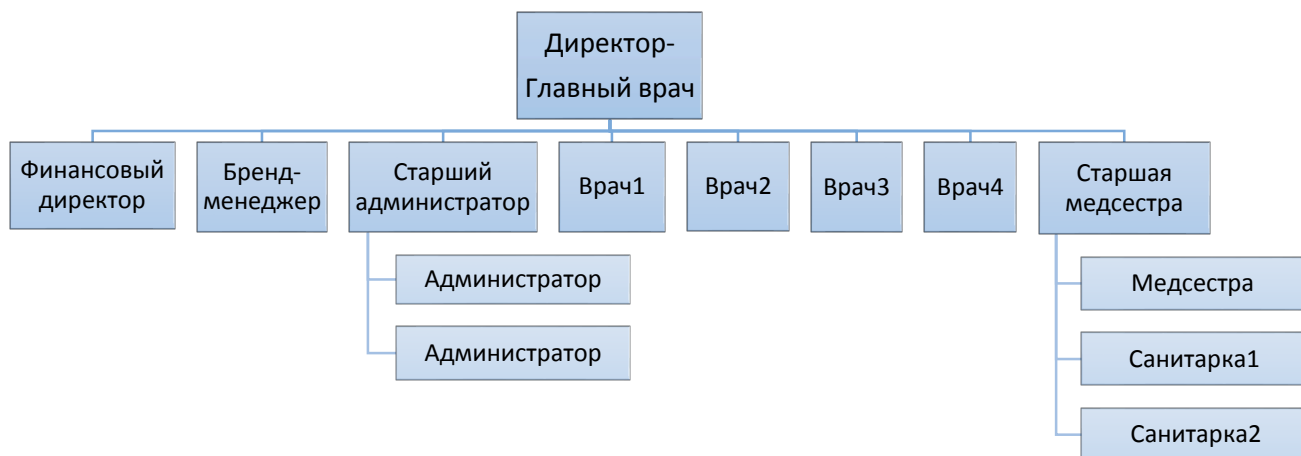 Директор-
Главный врач
Финансовый
директор
Бренд-
менеджер
Старший
администратор
Врач1
Врач2
Врач3
Врач4
Старшая
медсестра
Администратор
Администратор
Медсестра
Санитарка1
Санитарка2